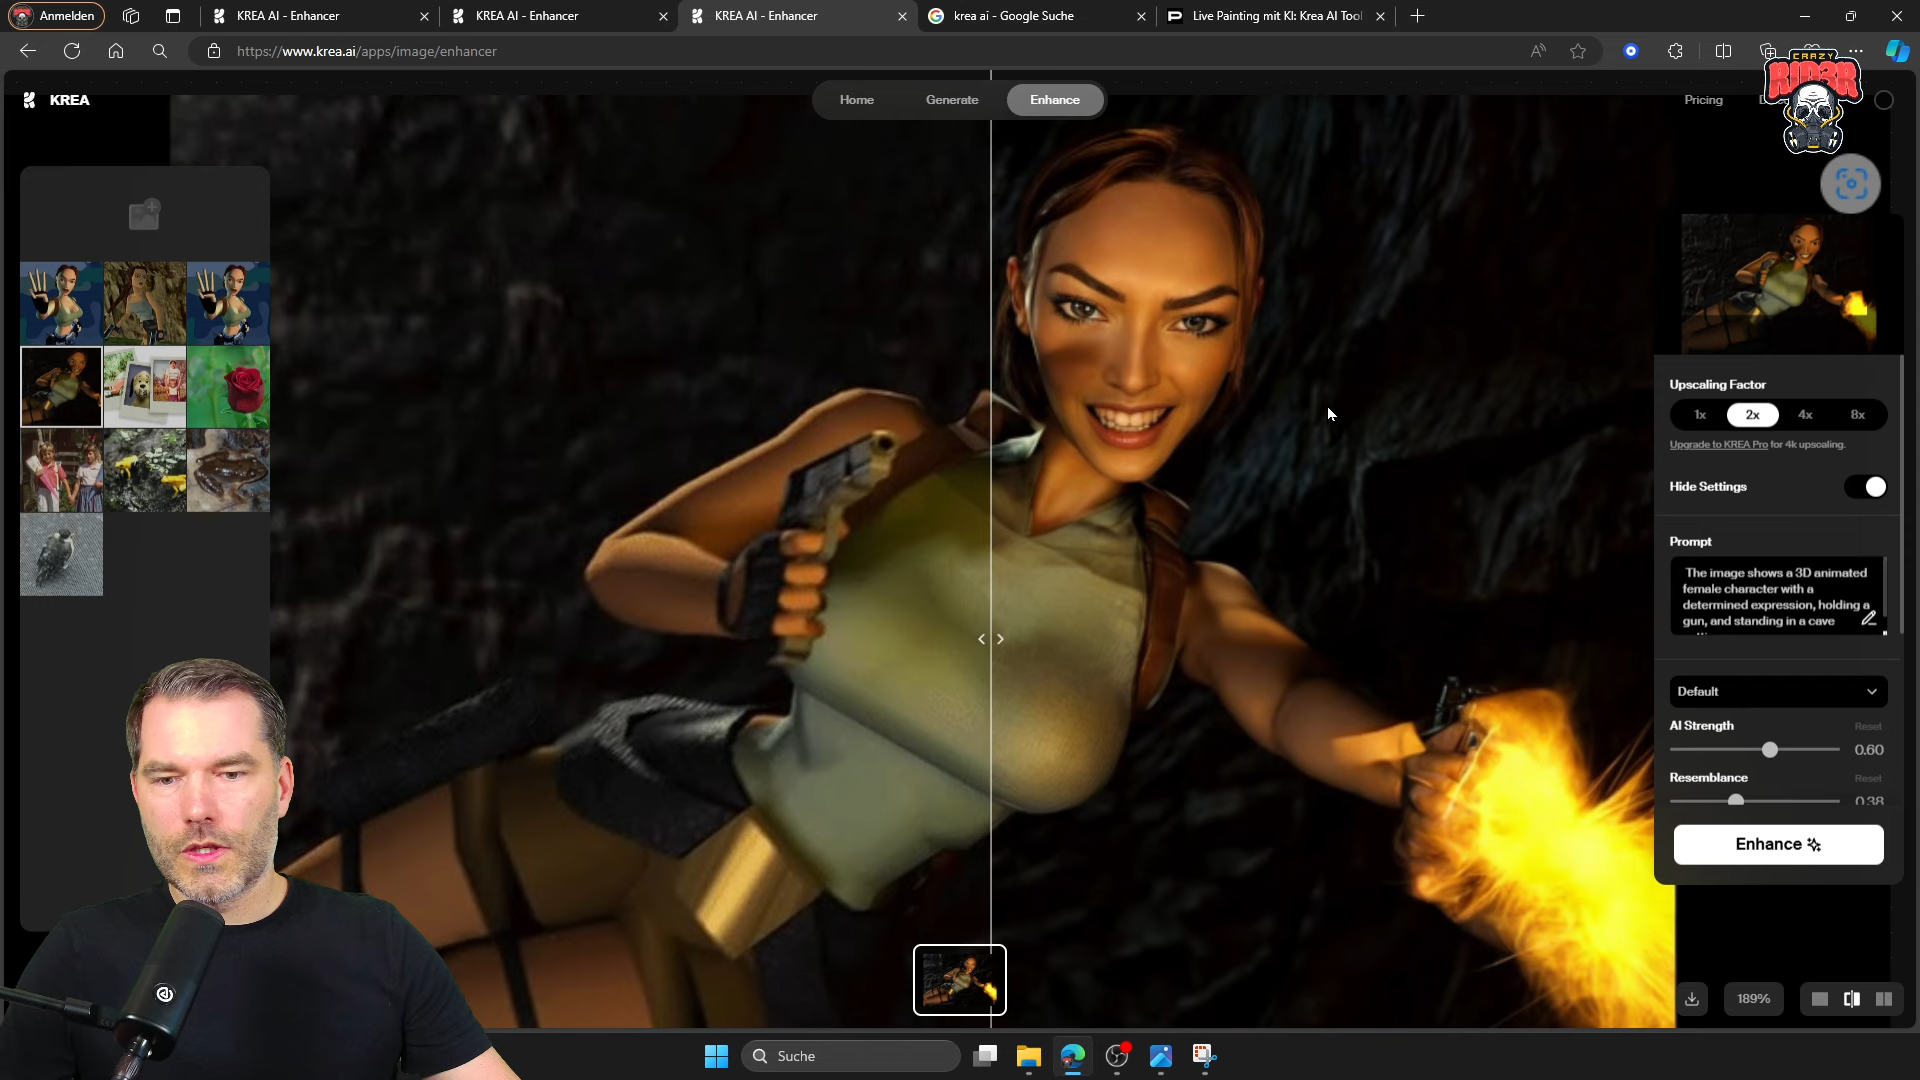 Anmelden
KREA AI - Enhancer
KREA AI - Enhancer
KREA AI - Enhancer
krea ai - Google Suche
Live Painting mit KI: Krea AI Tool
https://www.krea.ai/apps/image/enhancer
KREA
Home
Generate
Enhance
Pricing
CRAZY
RID3R
Upscaling Factor
1x
2x
4x
8x
Upgrade to KREA Pro for 4k upscaling.
Hide Settings
Prompt
The image shows a 3D animated
female character with a
determined expression, holding a
gun, and standing in a cave
Default
AI Strength
Reset
0.60
Resemblance
Reset
0.38
Enhance
189%
Suche